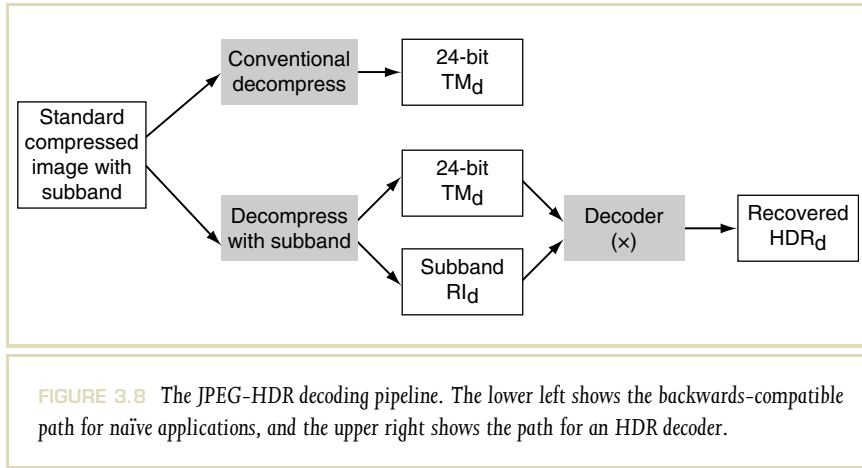 Conventional
decompress
24-bit
TMd
Standard
compressed
image with
subband
24-bit
TMd
Decompress
with subband
Decoder
(×)
Recovered
HDRd
Subband
RId
FIGURE 3.8 The JPEG-HDR decoding pipeline. The lower left shows the backwards-compatible
path for naïve applications, and the upper right shows the path for an HDR decoder.